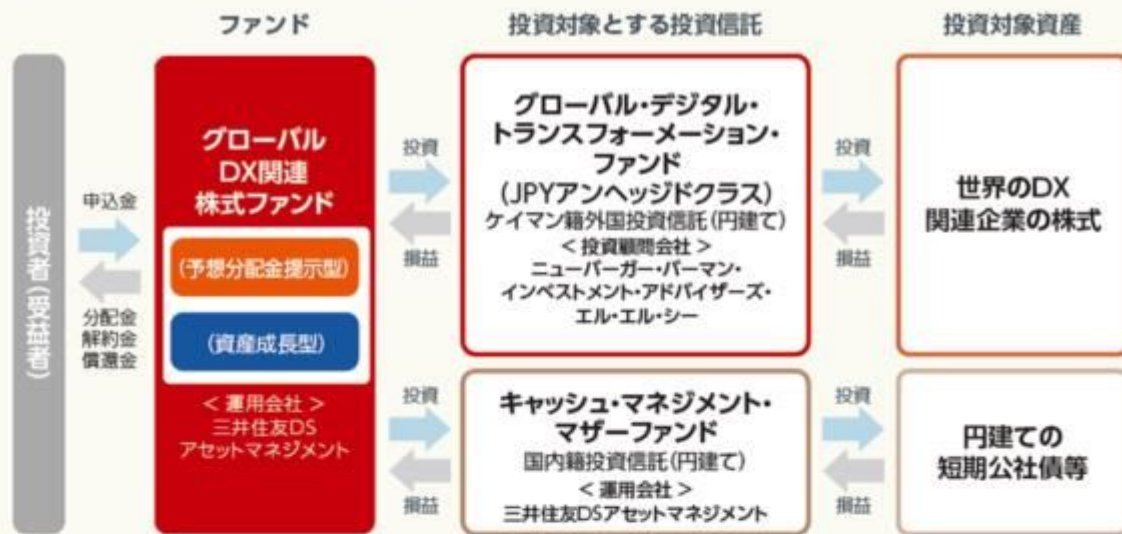 ファンド
投資対象とする投資信託
投資対象資産
投資者(受益者)
申込金
分配金
解約金
償還金
グローバル
DX関連
株式ファンド
(予想分配金提示型)
(資産成長型)
< 運用会社 >
三井住友DS
アセットマネジメント
投資
損益
グローバル・デジタル・
トランスフォーメーション・
ファンド
(JPYアンヘッジドクラス)
ケイマン籍外国投資信託(円建て)
< 投資顧問会社 >
ニューバーガー・バーマン・
インベストメント・アドバイザーズ・
エル・エル・シー
投資
損益
世界のDX
関連企業の株式
投資
損益
キャッシュ・マネジメント・
マザーファンド
国内籍投資信託(円建て)
< 運用会社 >
三井住友DSアセットマネジメント
投資
損益
円建ての
短期公社債等